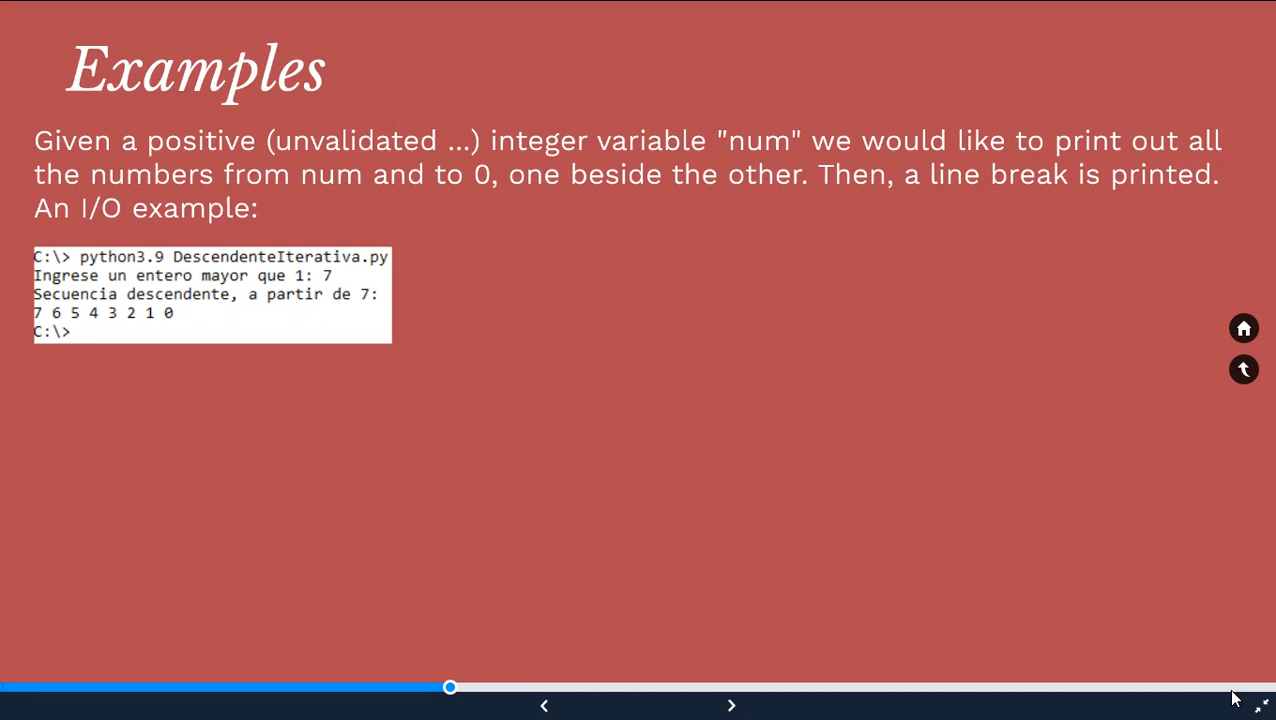 Examples
Given a positive (unvalidated ...) integer variable "num" we would like to print out all
the numbers from num and to 0, one beside the other. Then, a line break is printed.
An I/O example:
C:\> python3.9 DescendenteIterativa.py
Ingrese un entero mayor que 1: 7
Secuencia descendente, a partir de 7:
7 6 5 4 3 2 1 0
C:\>